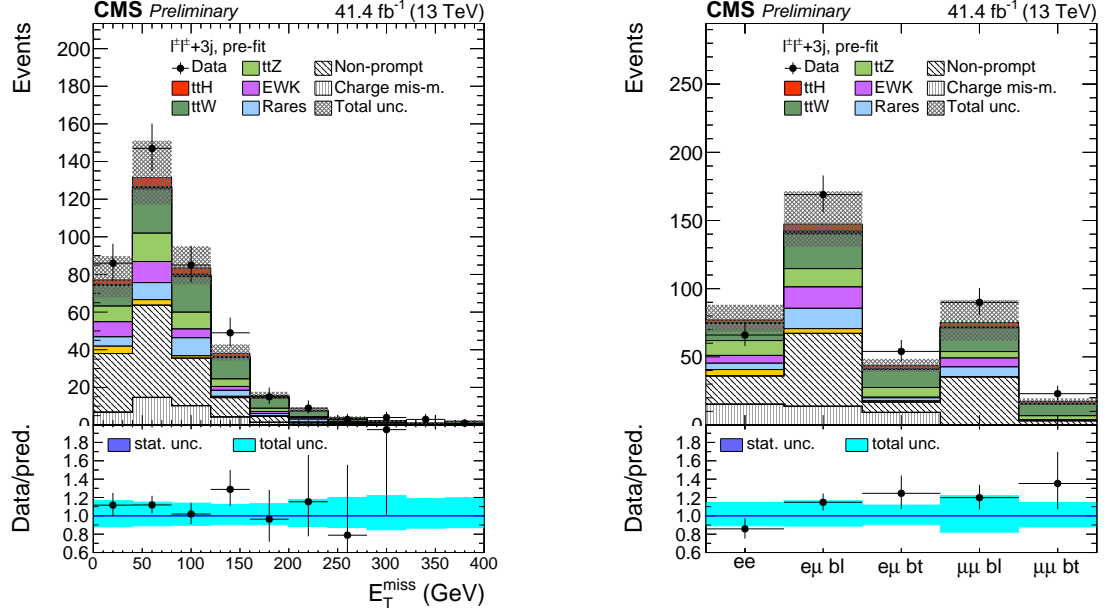 CMS Preliminary 41.4 fb⁻¹ (13 TeV)
Events
l±l±+3j, pre-fit
Data ttZ Non-prompt
ttH EWK Charge mis-m.
ttW Rares Total unc.
200
180
160
140
120
100
80
60
40
20
0
Data/pred.
stat. unc. total unc.
1.8
1.6
1.4
1.2
1.0
0.8
0.6
0 50 100 150 200 250 300 350 400
E_T^miss (GeV)
CMS Preliminary 41.4 fb⁻¹ (13 TeV)
Events
l±l±+3j, pre-fit
Data ttZ Non-prompt
ttH EWK Charge mis-m.
ttW Rares Total unc.
250
200
150
100
50
0
Data/pred.
stat. unc. total unc.
1.8
1.6
1.4
1.2
1.0
0.8
0.6
ee eμ bl eμ bt μμ bl μμ bt